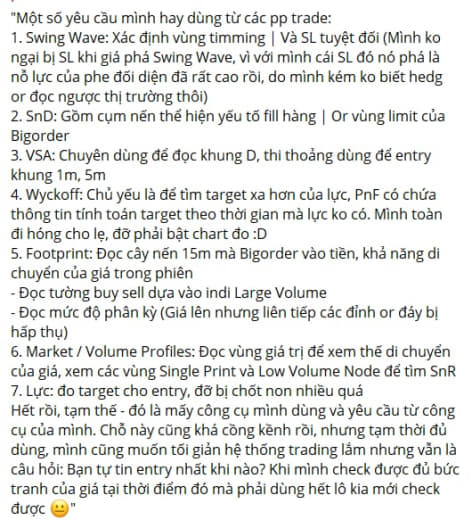 "Một số yêu cầu mình hay dùng từ các pp trade:
1. Swing Wave: Xác định vùng timming | Và SL tuyệt đối (Mình ko
ngại bị SL khi giá phá Swing Wave, vì với mình cái SL đó nó phá là
nỗ lực của phe đối diện đã rất cao rồi, do mình kém ko biết hedg
or đọc ngược thị trường thôi)
2. SnD: Gồm cụm nến thể hiện yếu tố fill hàng | Or vùng limit của
Bigorder
3. VSA: Chuyên dùng để đọc khung D, thi thoảng dùng để entry
khung 1m, 5m
4. Wyckoff: Chủ yếu là để tìm target xa hơn của lực, PnF có chứa
thông tin tính toán target theo thời gian mà lực ko có. Mình toàn
đi hóng cho lẹ, đỡ phải bật chart đo :D
5. Footprint: Đọc cây nến 15m mà Bigorder vào tiền, khả năng di
chuyển của giá trong phiên
- Đọc tường buy sell dựa vào indi Large Volume
- Đọc mức độ phân kỳ (Giá lên nhưng liên tiếp các đỉnh or đáy bị
hấp thụ)
6. Market / Volume Profiles: Đọc vùng giá trị để xem thế di chuyển
của giá, xem các vùng Single Print và Low Volume Node để tìm SnR
7. Lực: đo target cho entry, đỡ bị chốt non nhiều quá
Hết rồi, tạm thế - đó là mấy công cụ mình dùng và yêu cầu từ công
cụ của mình. Chỗ này cũng khá cồng kềnh rồi, nhưng tạm thời đủ
dùng, mình cũng muốn tối giản hệ thống trading lắm nhưng vẫn là
câu hỏi: Bạn tự tin entry nhất khi nào? Khi mình check được đủ bức
tranh của giá tại thời điểm đó mà phải dùng hết lô kia mới check
được 😐"